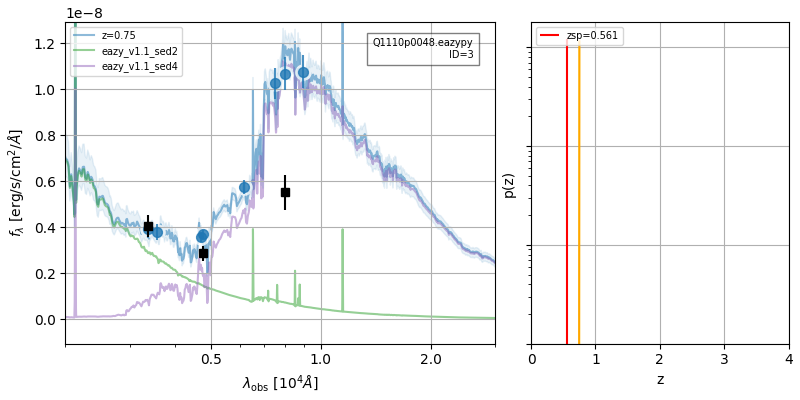 1e−8
z=0.75
eazy_v1.1_sed2
eazy_v1.1_sed4
Q1110p0048.eazypy
ID=3
1.2
1.0
0.8
0.6
0.4
0.2
0.0
f_λ [erg/s/cm²/Å]
0.5
1.0
2.0
λ_obs [10⁴Å]
zsp=0.561
p(z)
0
1
2
3
4
z